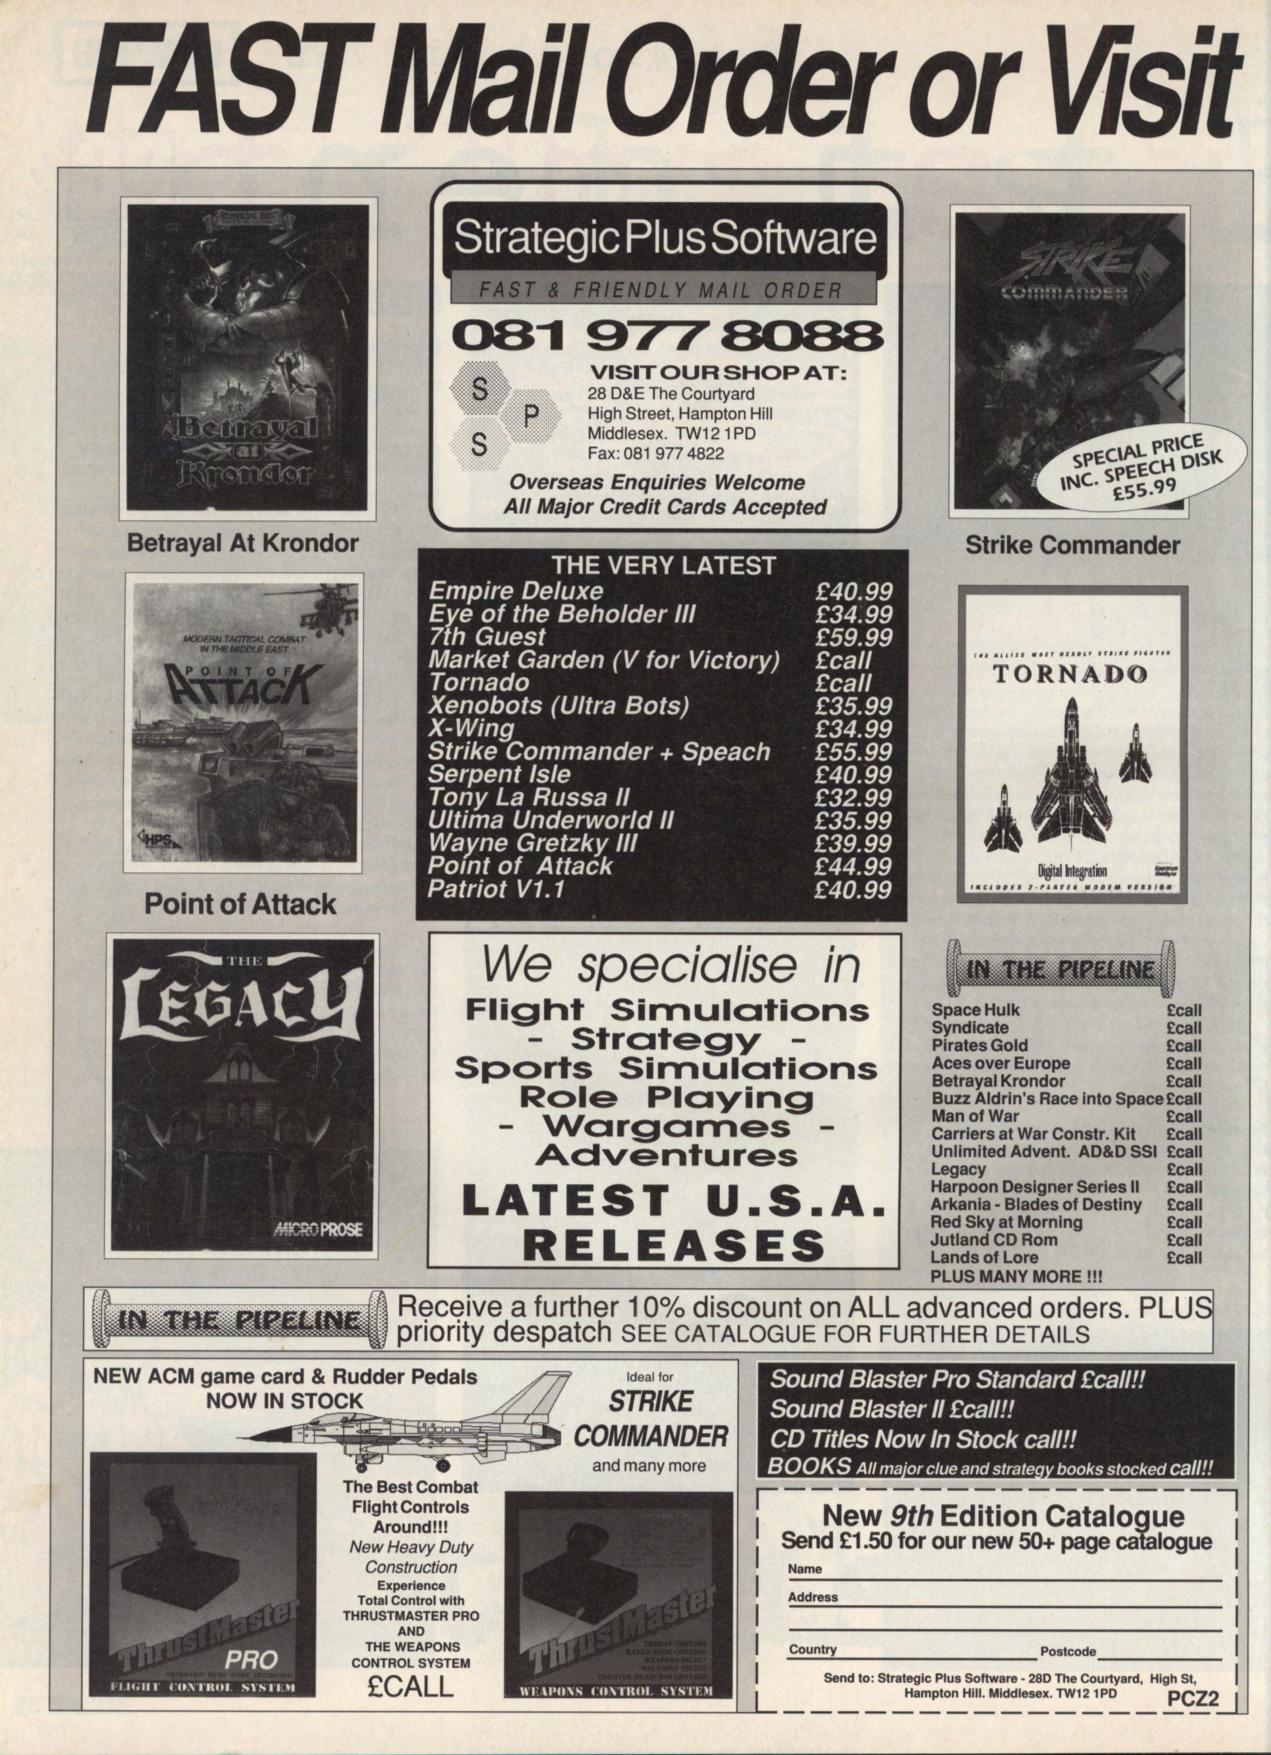 FAST Mail Order or Visit
Betrayal
at
Krondor
Betrayal At Krondor
Strategic Plus Software
FAST & FRIENDLY MAIL ORDER
081 977 8088
S
P
S
VISIT OUR SHOP AT:
28 D&E The Courtyard
High Street, Hampton Hill
Middlesex. TW12 1PD
Fax: 081 977 4822
Overseas Enquiries Welcome
All Major Credit Cards Accepted
STRIKE
COMMANDER
SPECIAL PRICE
INC. SPEECH DISK
£55.99
Strike Commander
MODERN TACTICAL COMBAT
IN THE MIDDLE EAST
POINT OF
ATTACK
HPS
Point of Attack
THE VERY LATEST
Empire Deluxe £40.99
Eye of the Beholder III £34.99
7th Guest £59.99
Market Garden (V for Victory) £call
Tornado £call
Xenobots (Ultra Bots) £35.99
X-Wing £34.99
Strike Commander + Speach £55.99
Serpent Isle £40.99
Tony La Russa II £32.99
Ultima Underworld II £35.99
Wayne Gretzky III £39.99
Point of Attack £44.99
Patriot V1.1 £40.99
THE ALLIES MOST DEADLY STRIKE FIGHTER
TORNADO
Digital Integration
INCLUDES 2-PLAYER MODEM VERSION
THE
LEGACY
MICROPROSE
We specialise in
Flight Simulations
- Strategy -
Sports Simulations
Role Playing
- Wargames -
Adventures
LATEST U.S.A.
RELEASES
IN THE PIPELINE
Space Hulk £call
Syndicate £call
Pirates Gold £call
Aces over Europe £call
Betrayal Krondor £call
Buzz Aldrin's Race into Space £call
Man of War £call
Carriers at War Constr. Kit £call
Unlimited Advent. AD&D SSI £call
Legacy £call
Harpoon Designer Series II £call
Arkania - Blades of Destiny £call
Red Sky at Morning £call
Jutland CD Rom £call
Lands of Lore £call
PLUS MANY MORE !!!
IN THE PIPELINE
Receive a further 10% discount on ALL advanced orders. PLUS
priority despatch SEE CATALOGUE FOR FURTHER DETAILS
NEW ACM game card & Rudder Pedals
NOW IN STOCK
Ideal for
STRIKE
COMMANDER
and many more
The Best Combat
Flight Controls
Around!!!
New Heavy Duty
Construction
Experience
Total Control with
THRUSTMASTER PRO
AND
THE WEAPONS
CONTROL SYSTEM
£CALL
ThrustMaster
PRO
FLIGHT CONTROL SYSTEM
ThrustMaster
WEAPONS CONTROL SYSTEM
Sound Blaster Pro Standard £call!!
Sound Blaster II £call!!
CD Titles Now In Stock call!!
BOOKS All major clue and strategy books stocked call!!
New 9th Edition Catalogue
Send £1.50 for our new 50+ page catalogue
Name
Address
Country Postcode
Send to: Strategic Plus Software - 28D The Courtyard, High St,
Hampton Hill. Middlesex. TW12 1PD
PCZ2